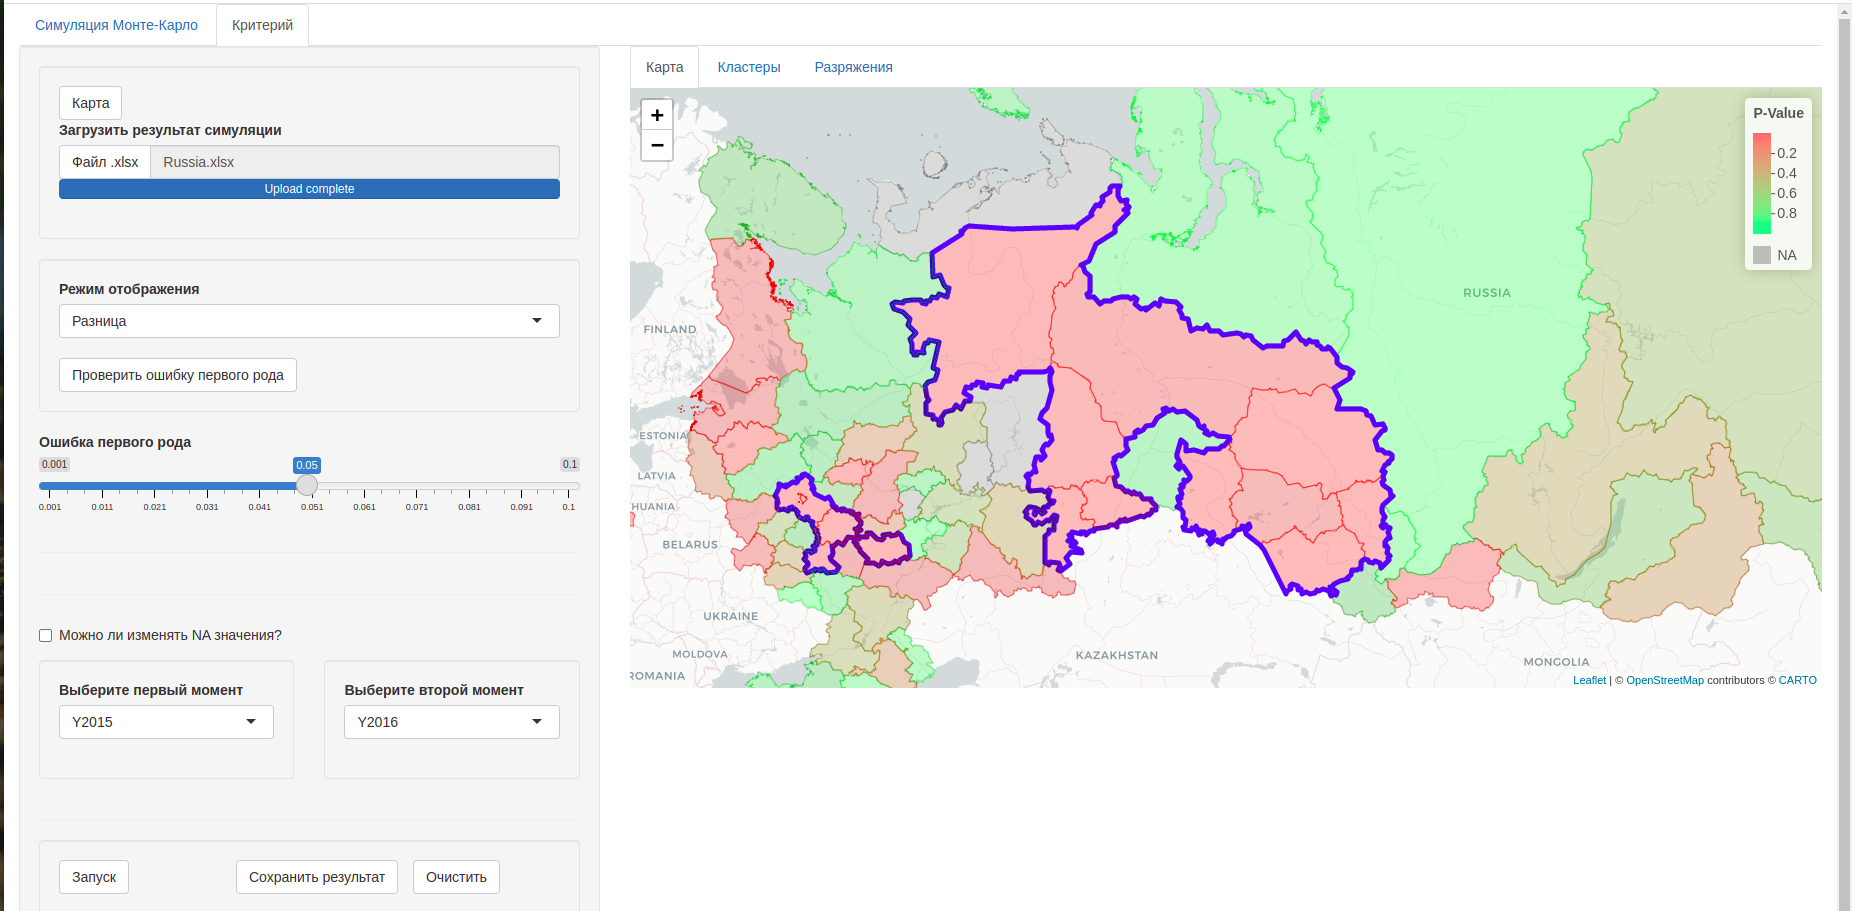 Симуляция Монте-Карло
Критерий
Карта
Загрузить результат симуляции
Файл .xlsx
Russia.xlsx
Upload complete
Режим отображения
Разница
Проверить ошибку первого рода
Ошибка первого рода
0.001
0.05
0.1
0.001 0.011 0.021 0.031 0.041 0.051 0.061 0.071 0.081 0.091 0.1
Можно ли изменять NA значения?
Выберите первый момент
Y2015
Выберите второй момент
Y2016
Запуск
Сохранить результат
Очистить
Карта
Кластеры
Разряжения
+
−
P-Value
0.2
0.4
0.6
0.8
NA
RUSSIA
FINLAND
ESTONIA
LATVIA
HUANIA
BELARUS
UKRAINE
MOLDOVA
ROMANIA
KAZAKHSTAN
MONGOLIA
Leaflet | © OpenStreetMap contributors © CARTO